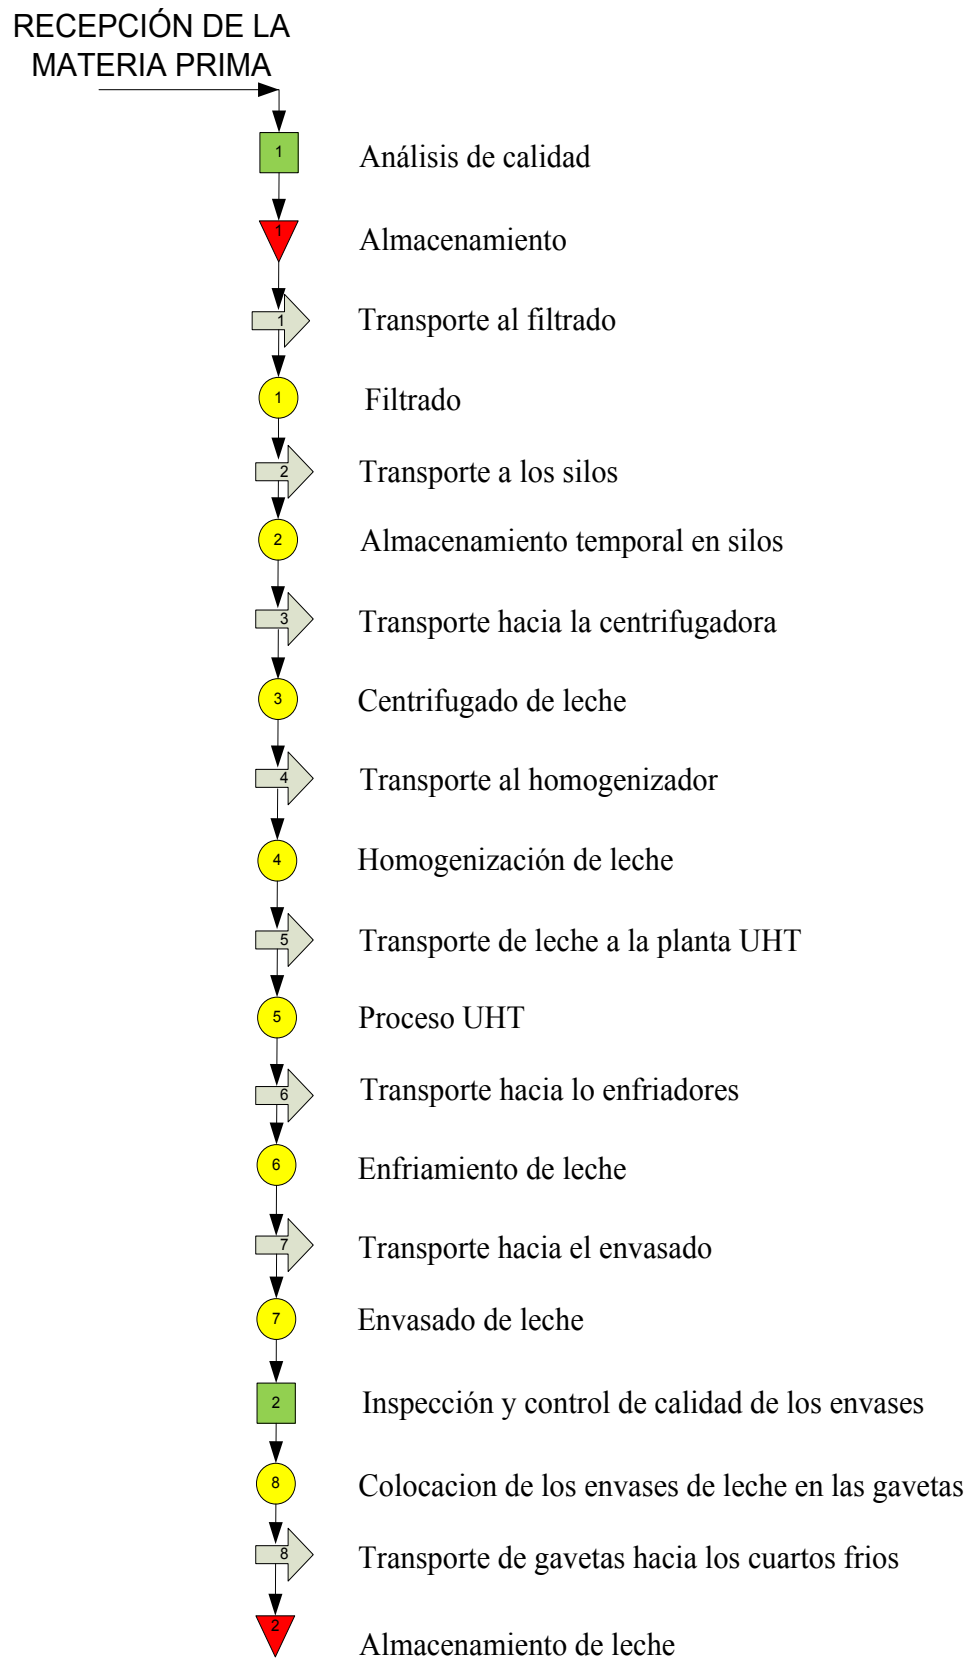 RECEPCIÓN DE LA
MATERIA PRIMA
1 Análisis de calidad
1 Almacenamiento
1 Transporte al filtrado
1 Filtrado
2 Transporte a los silos
2 Almacenamiento temporal en silos
3 Transporte hacia la centrifugadora
3 Centrifugado de leche
4 Transporte al homogenizador
4 Homogenización de leche
5 Transporte de leche a la planta UHT
5 Proceso UHT
6 Transporte hacia lo enfriadores
6 Enfriamiento de leche
7 Transporte hacia el envasado
7 Envasado de leche
2 Inspección y control de calidad de los envases
8 Colocacion de los envases de leche en las gavetas
8 Transporte de gavetas hacia los cuartos frios
2 Almacenamiento de leche